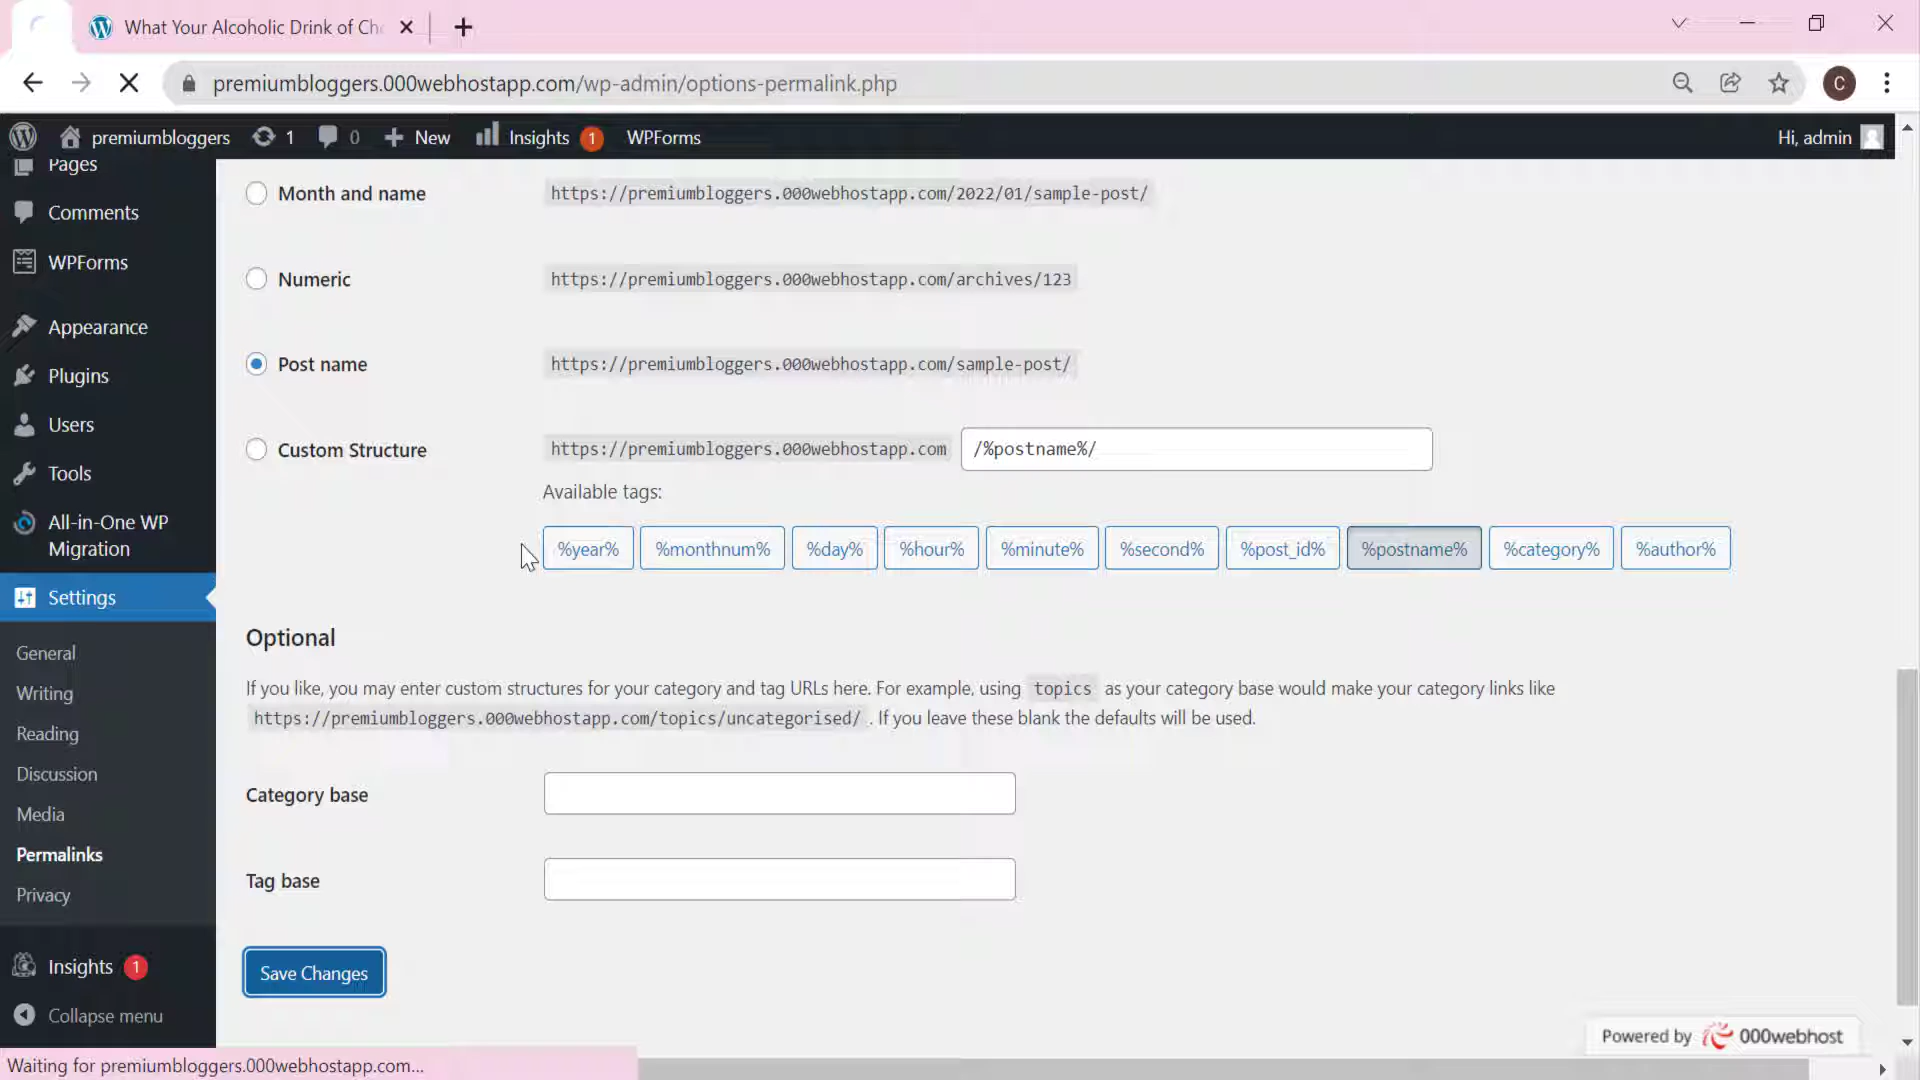 What Your Alcoholic Drink of Ch
premiumbloggers.000webhostapp.com/wp-admin/options-permalink.php
C
premiumbloggers 1 0 New Insights 1 WPForms Hi, admin
Pages
Comments
WPForms
Appearance
Plugins
Users
Tools
All-in-One WP
Migration
Settings
General
Writing
Reading
Discussion
Media
Permalinks
Privacy
Insights 1
Collapse menu
Month and name https://premiumbloggers.000webhostapp.com/2022/01/sample-post/
Numeric https://premiumbloggers.000webhostapp.com/archives/123
Post name https://premiumbloggers.000webhostapp.com/sample-post/
Custom Structure https://premiumbloggers.000webhostapp.com /%postname%/
Available tags:
%year% %monthnum% %day% %hour% %minute% %second% %post_id% %postname% %category% %author%
Optional
If you like, you may enter custom structures for your category and tag URLs here. For example, using topics as your category base would make your category links like
https://premiumbloggers.000webhostapp.com/topics/uncategorised/ . If you leave these blank the defaults will be used.
Category base
Tag base
Save Changes
Powered by 000webhost
Waiting for premiumbloggers.000webhostapp.com...